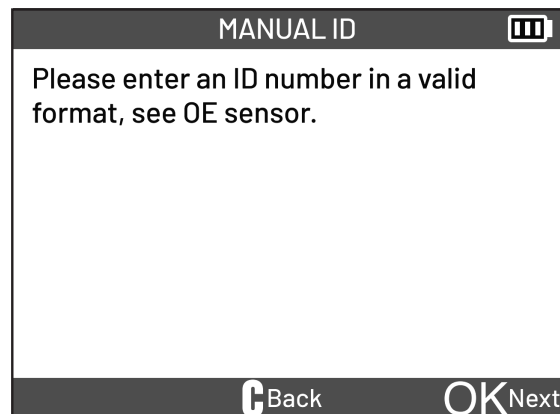 MANUAL ID
Please enter an ID number in a valid
format, see OE sensor.
C Back
OK Next